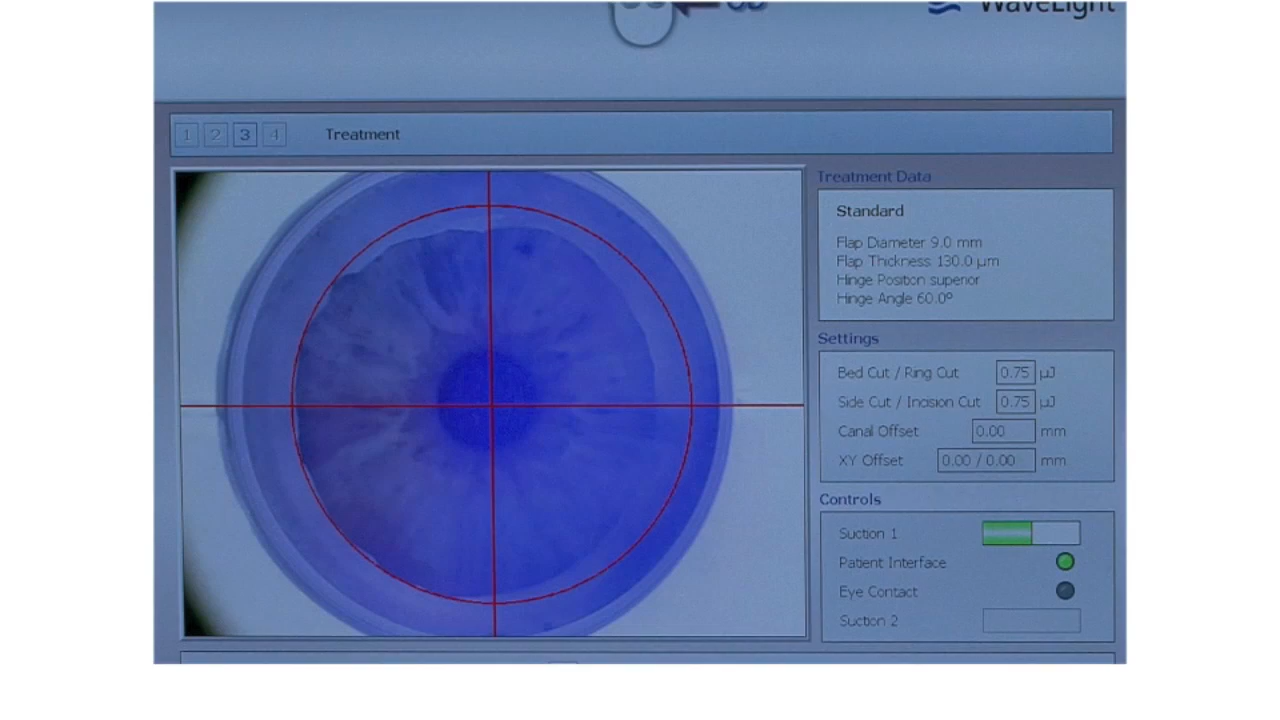 WaveLight
1 2 3 4 Treatment
Treatment Data
Standard
Flap Diameter 9.0 mm
Flap Thickness 130.0 µm
Hinge Position superior
Hinge Angle 60.0º
Settings
Bed Cut / Ring Cut 0.75 µJ
Side Cut / Incision Cut 0.75 µJ
Canal Offset 0.00 mm
XY Offset 0.00 / 0.00 mm
Controls
Suction 1
Patient Interface
Eye Contact
Suction 2